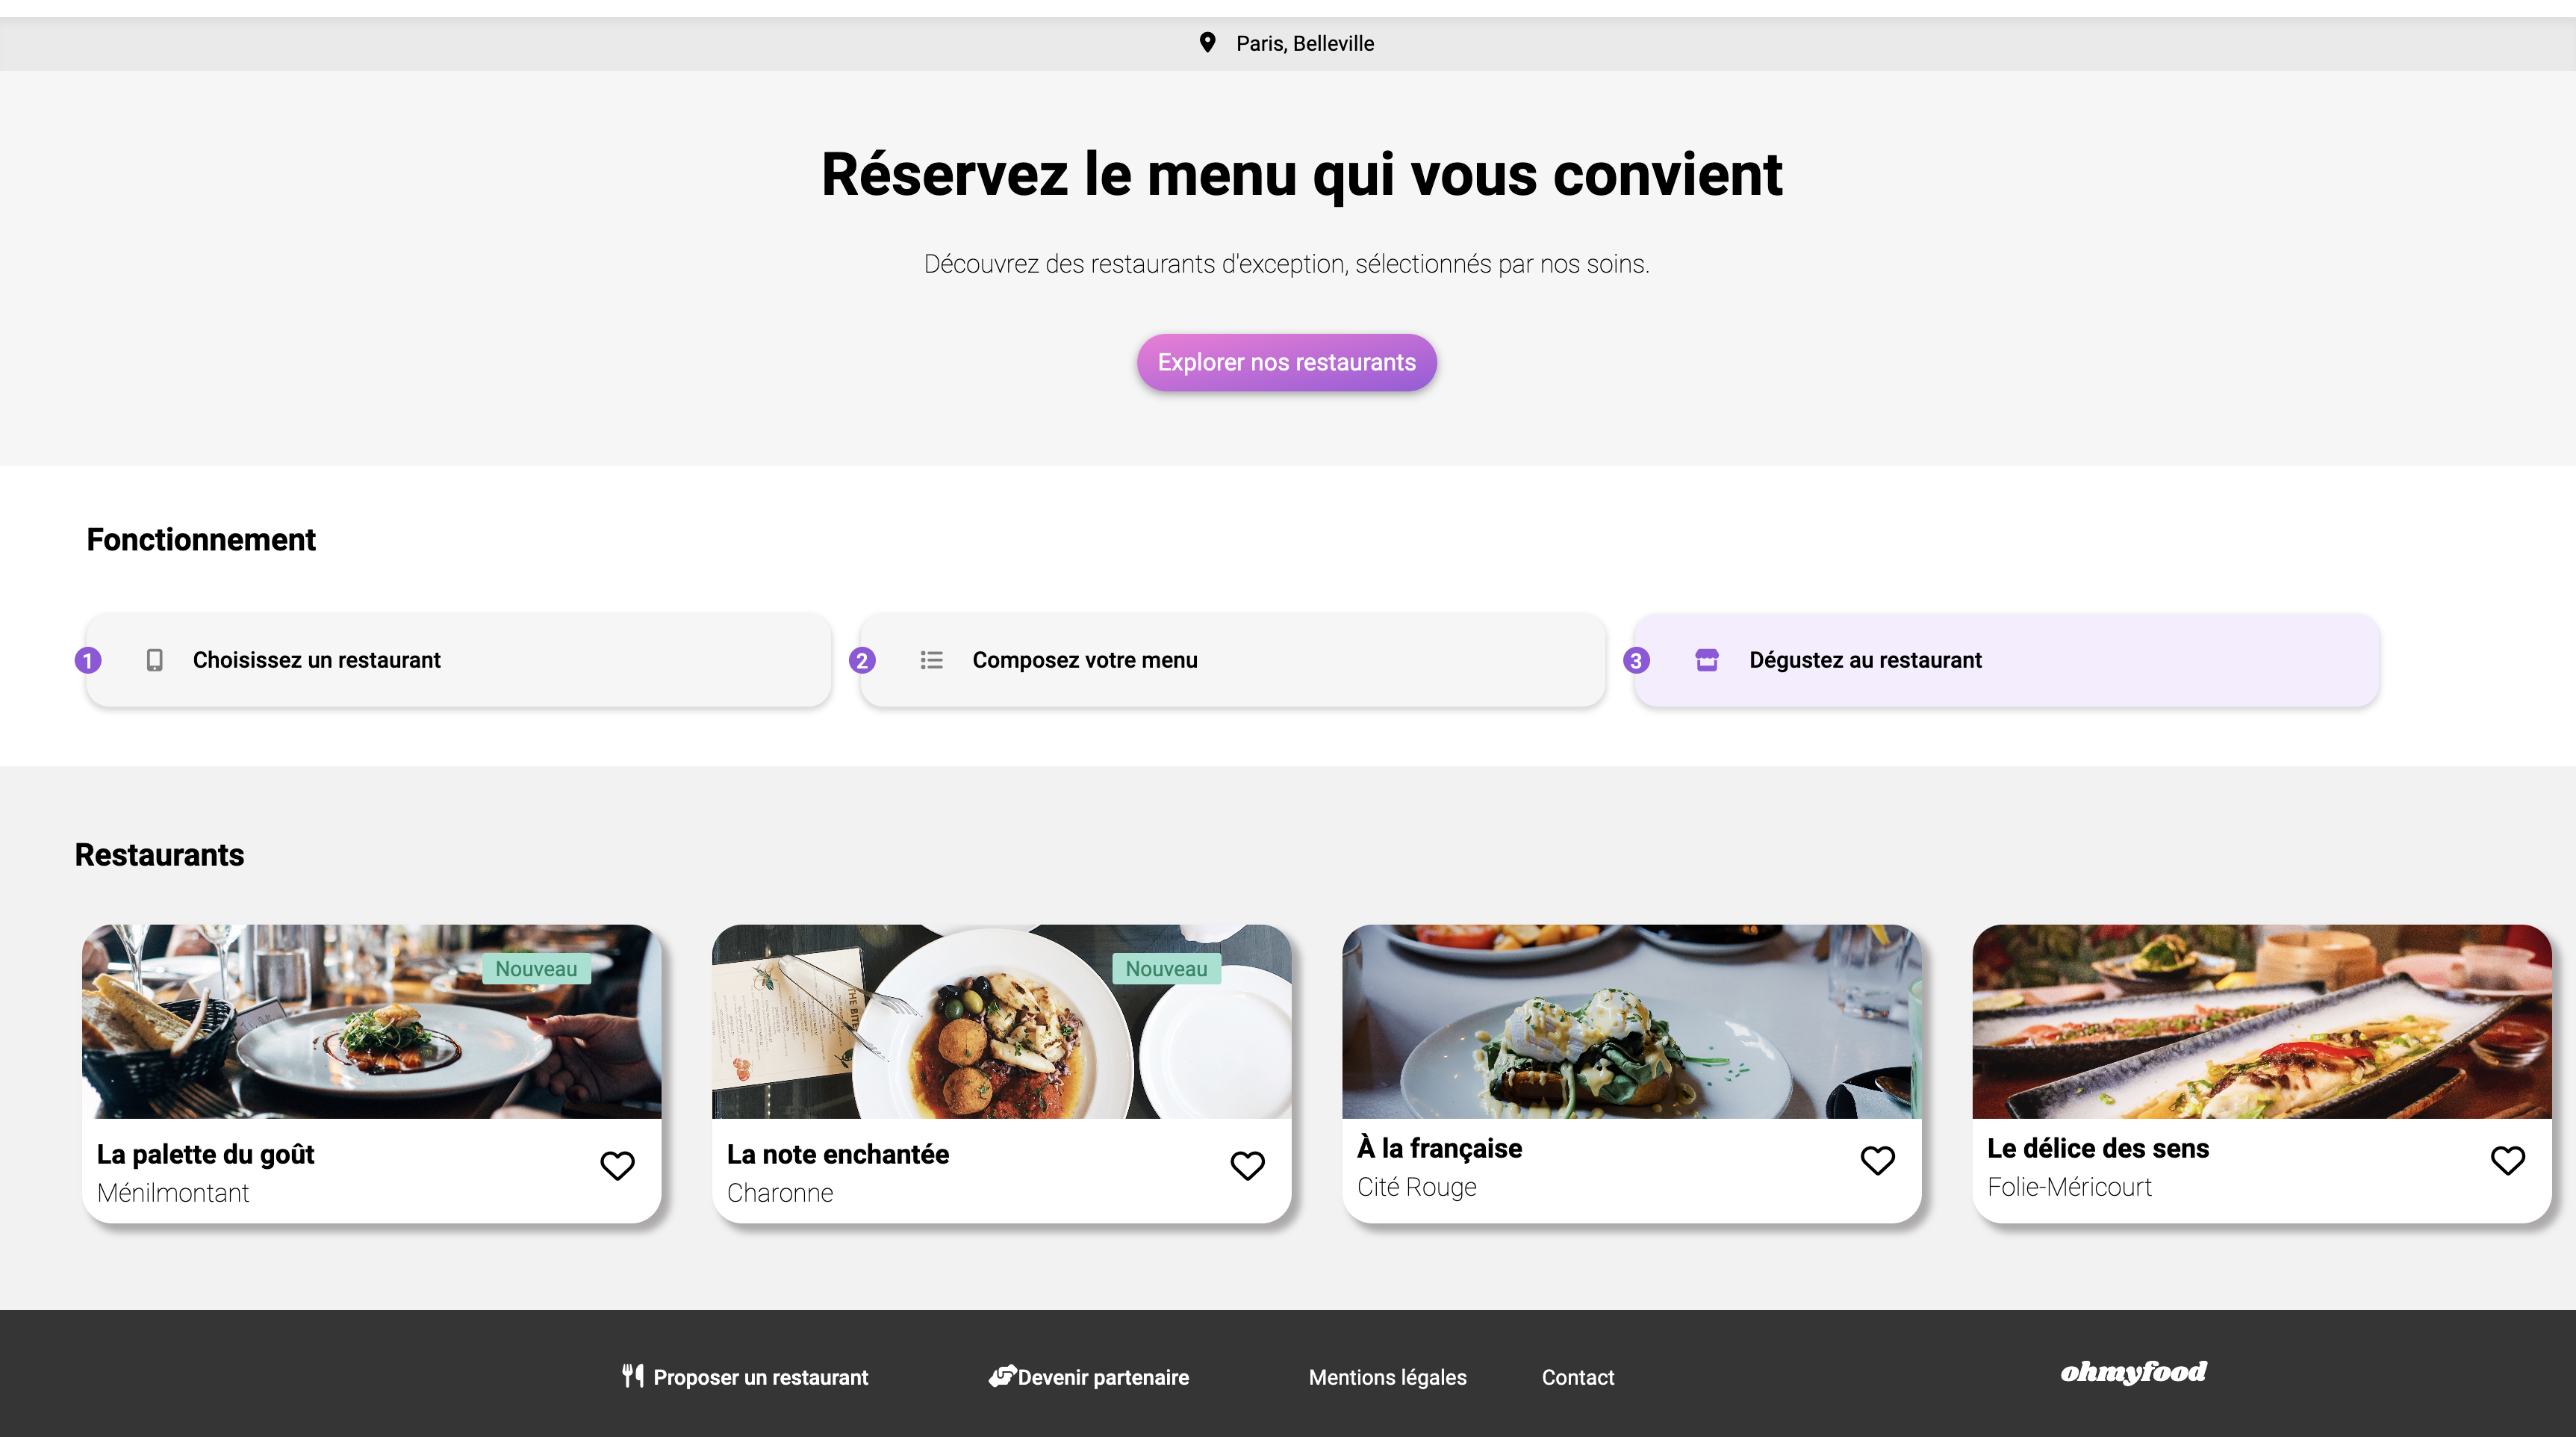 Paris, Belleville
Réservez le menu qui vous convient
Découvrez des restaurants d'exception, sélectionnés par nos soins.
Explorer nos restaurants
Fonctionnement
1 Choisissez un restaurant
2 Composez votre menu
3 Dégustez au restaurant
Restaurants
Nouveau
La palette du goût
Ménilmontant
Nouveau
La note enchantée
Charonne
À la française
Cité Rouge
Le délice des sens
Folie-Méricourt
Proposer un restaurant
Devenir partenaire
Mentions légales
Contact
ohmyfood